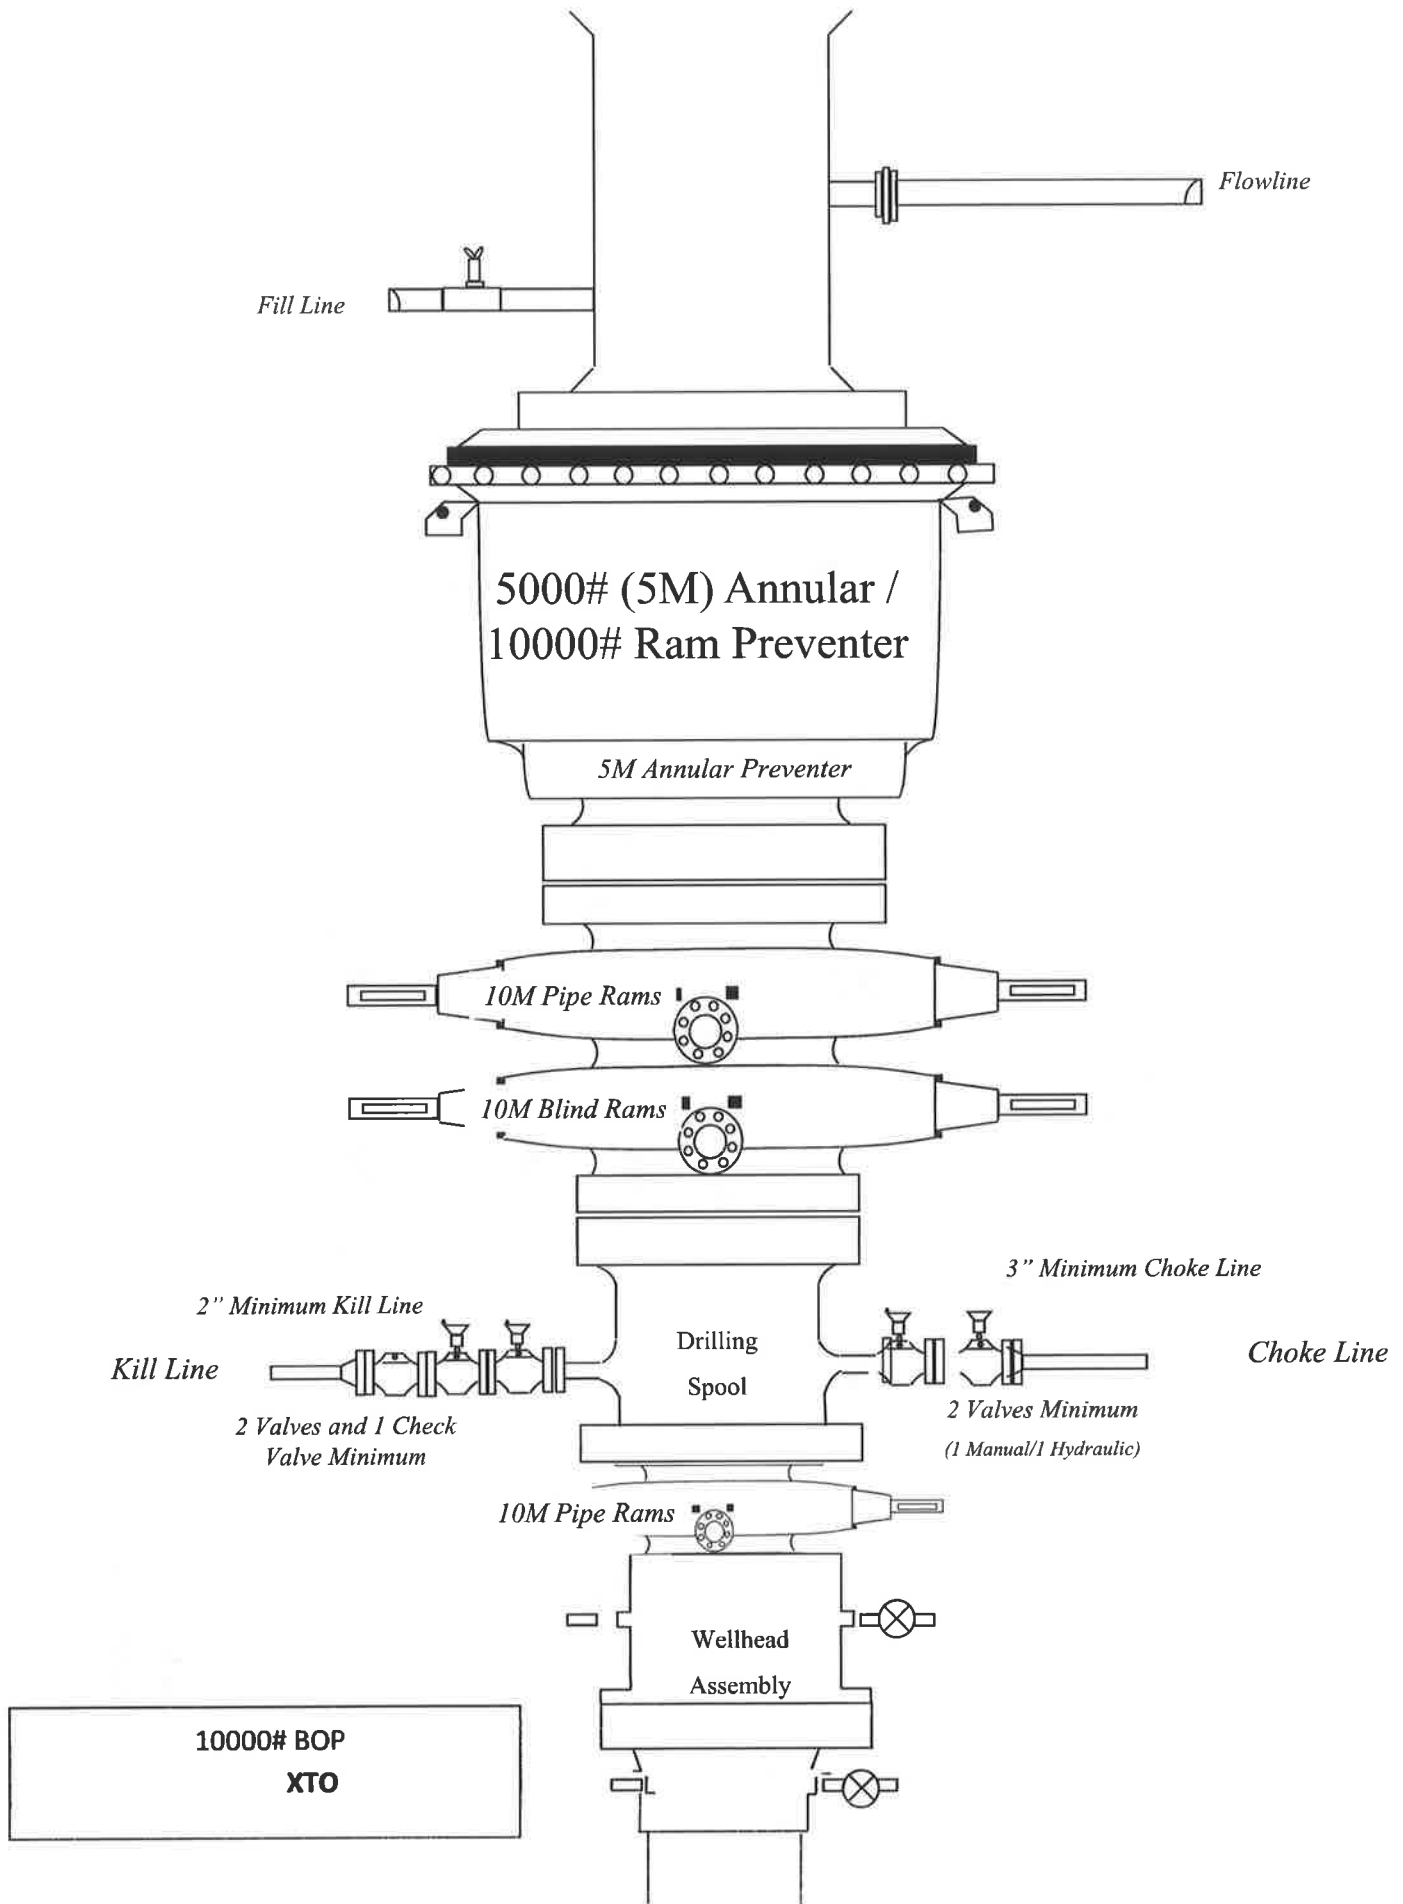 Flowline
Fill Line
5000# (5M) Annular /
10000# Ram Preventer
5M Annular Preventer
10M Pipe Rams
10M Blind Rams
3” Minimum Choke Line
2” Minimum Kill Line
Drilling
Spool
Kill Line
Choke Line
2 Valves and 1 Check
Valve Minimum
2 Valves Minimum
(1 Manual/1 Hydraulic)
10M Pipe Rams
Wellhead
Assembly
10000# BOP
XTO